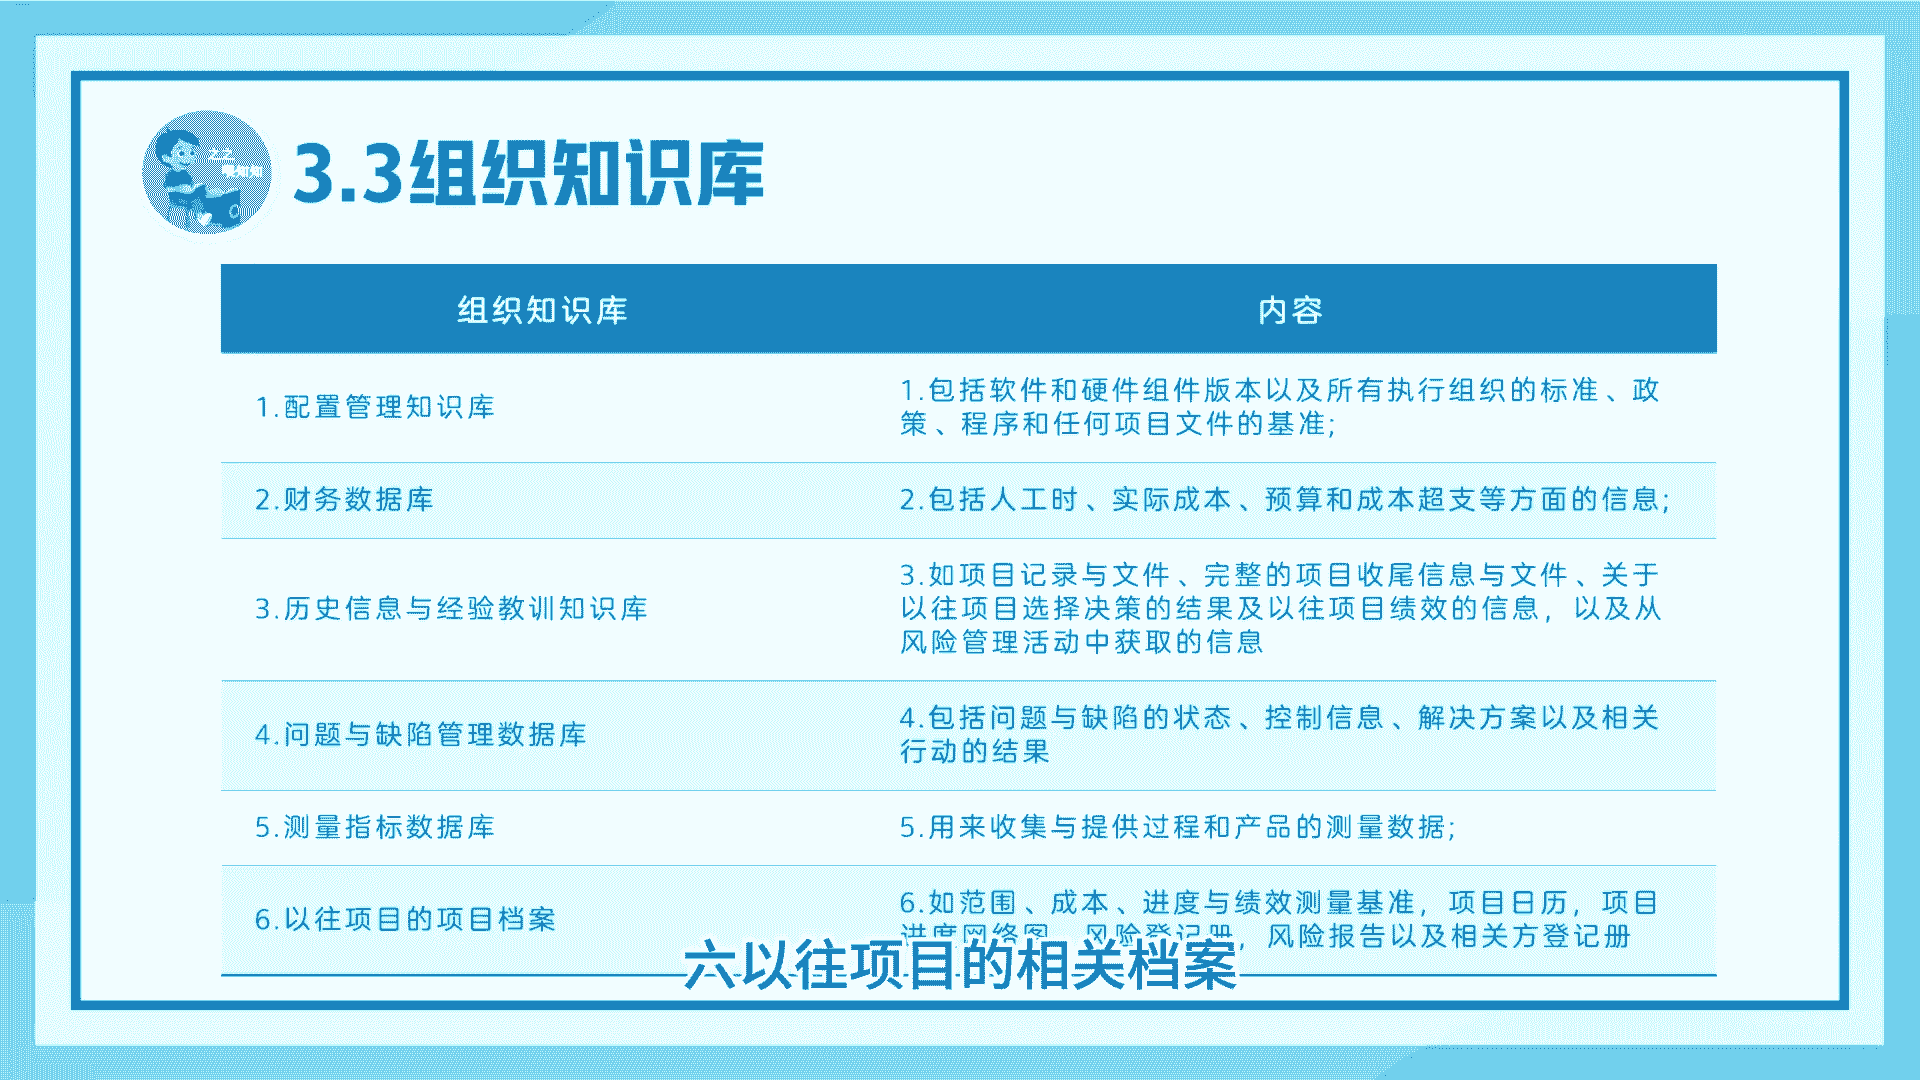 3.3组织知识库
组织知识库
内容
1.配置管理知识库
1.包括软件和硬件组件版本以及所有执行组织的标准、政
策、程序和任何项目文件的基准;
2.财务数据库
2.包括人工时、实际成本、预算和成本超支等方面的信息;
3.历史信息与经验教训知识库
3.如项目记录与文件、完整的项目收尾信息与文件、关于
以往项目选择决策的结果及以往项目绩效的信息，以及从
风险管理活动中获取的信息
4.问题与缺陷管理数据库
4.包括问题与缺陷的状态、控制信息、解决方案以及相关
行动的结果
5.测量指标数据库
5.用来收集与提供过程和产品的测量数据;
6.以往项目的项目档案
6.如范围、成本、进度与绩效测量基准，项目日历，项目
进度网络图，风险登记册，风险报告以及相关方登记册
六以往项目的相关档案